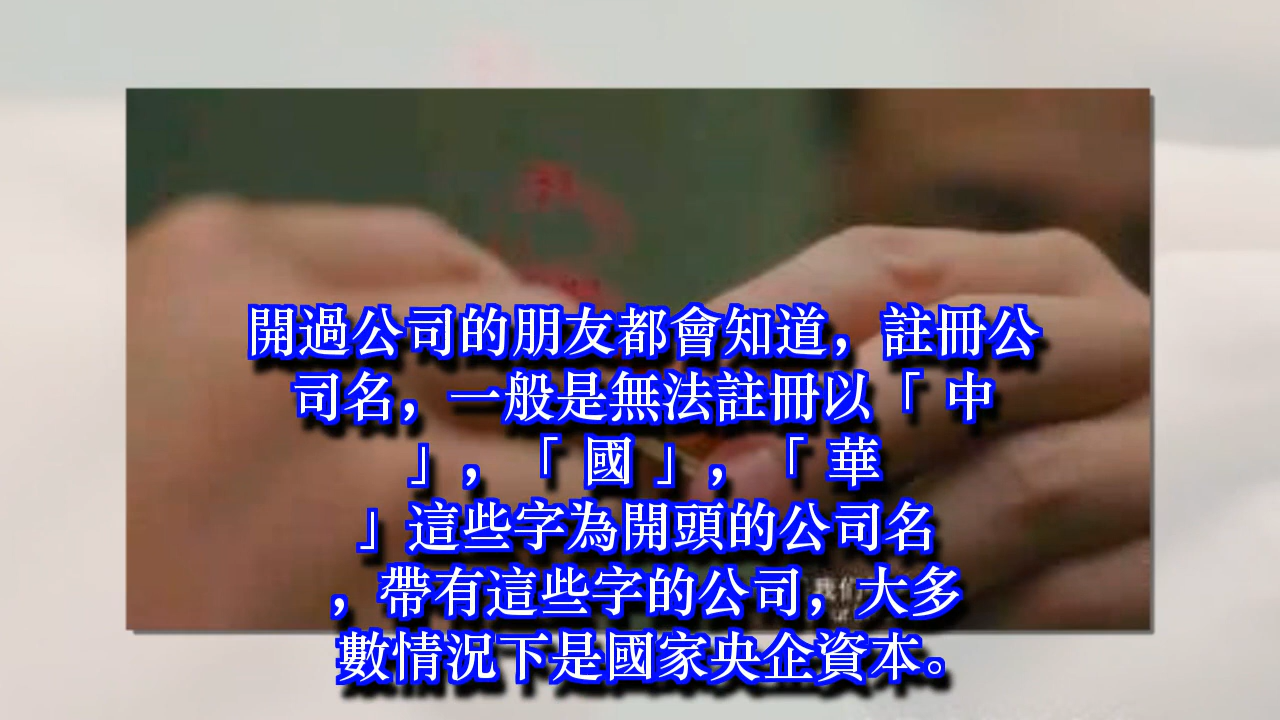 開過公司的朋友都會知道，註冊公
司名，一般是無法註冊以「 中
」，「 國 」，「 華
」這些字為開頭的公司名
，帶有這些字的公司，大多
數情況下是國家央企資本。
我们